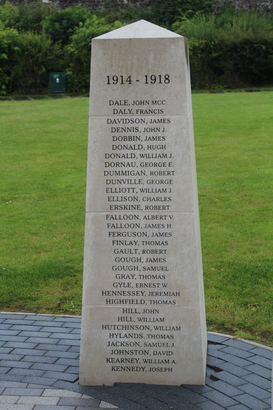 1914 - 1918
DALE, JOHN MCC
DALY, FRANCIS
DAVIDSON, JAMES
DENNIS, JOHN J.
DOBBIN, JAMES
DONALD, HUGH
DONALD, WILLIAM J.
DORNAU, GEORGE E.
DUMMIGAN, ROBERT
DUNVILLE, GEORGE
ELLIOTT, WILLIAM J.
ELLISON, CHARLES
ERSKINE, ROBERT
FALLOON, ALBERT V.
FALLOON, JAMES H
FERGUSON, JAMES
FINLAY, THOMAS
GAULT, ROBERT
GOUGH, JAMES
GOUGH, SAMUEL
GRAY, THOMAS
GYLE, ERNEST W.
HENNESSEY, JEREMIAH
HIGHFIELD, THOMAS
HILL, JOHN
HILL, WILLIAM
HUTCHINSON, WILLIAM
HYLANDS, THOMAS
JACKSON, SAMUEL J.
JOHNSTON, DAVID
KEARNEY, WILLIAM A.
KENNEDY, JOSEPH